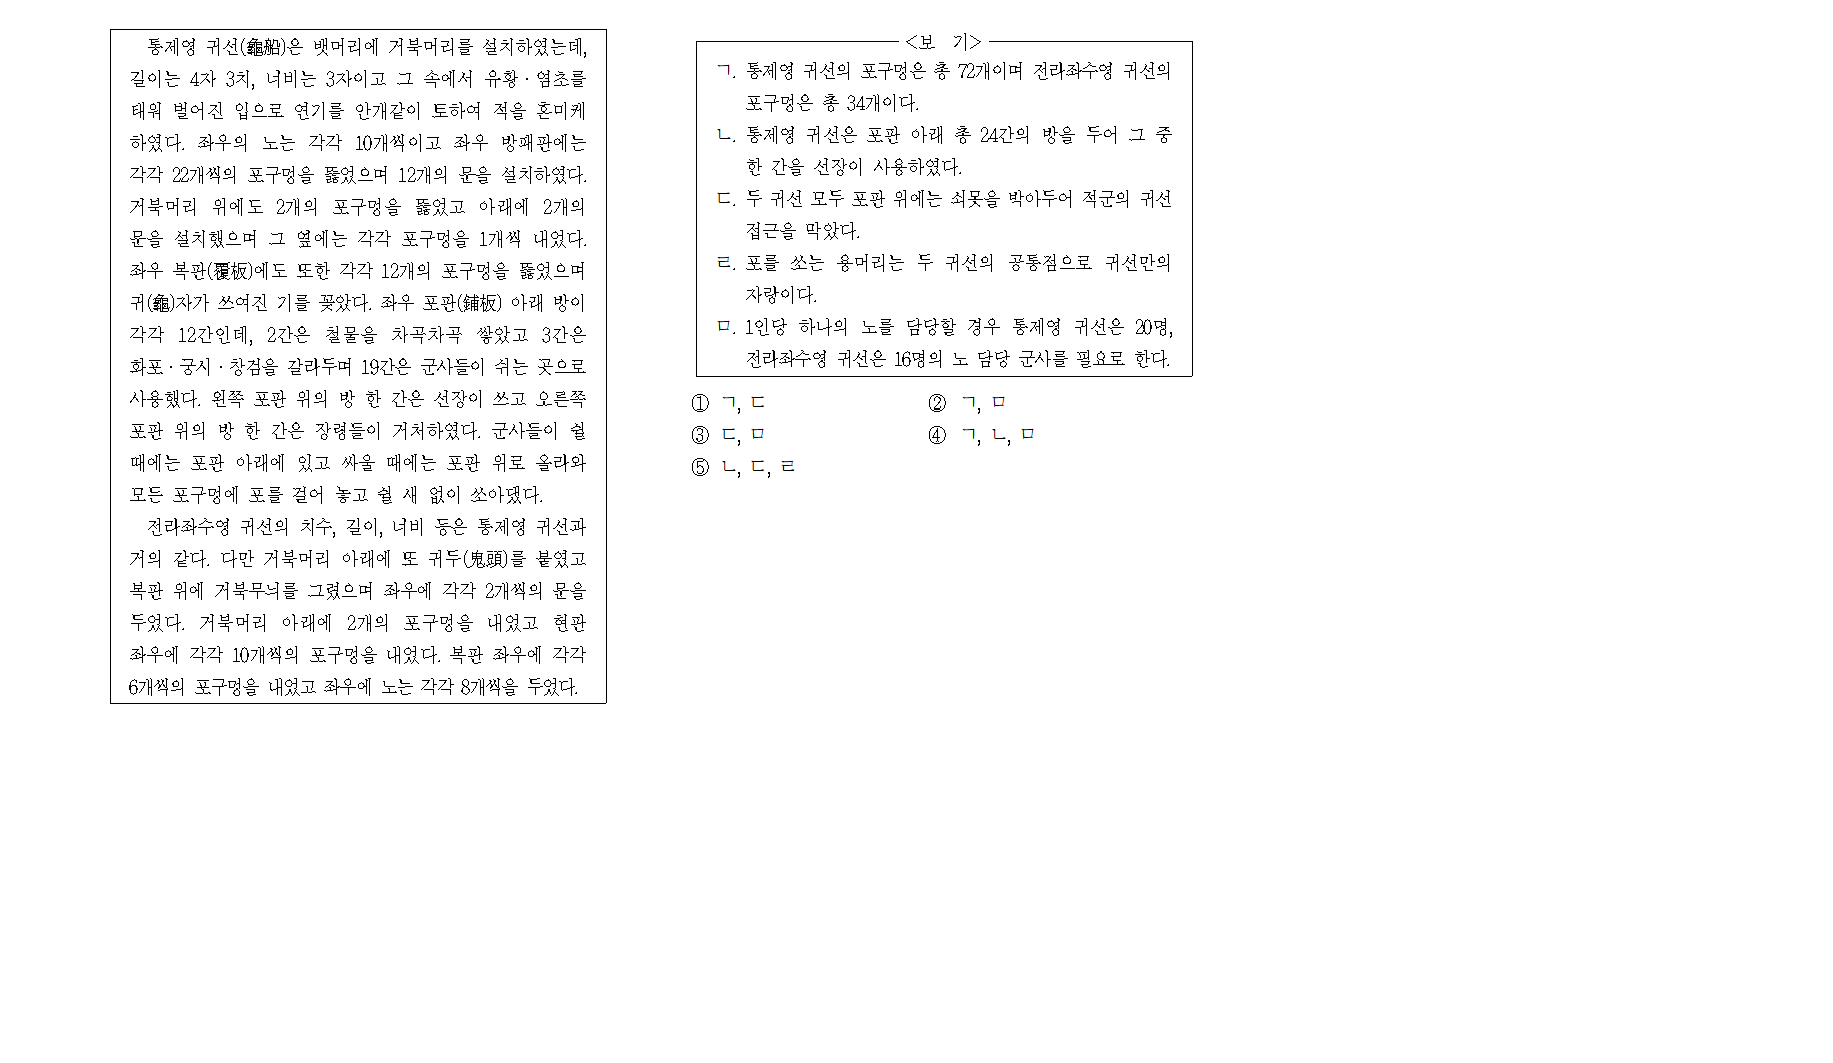 통제영 귀선(龜船)은 뱃머리에 거북머리를 설치하였는데,
길이는 4자 3치, 너비는 3자이고 그 속에서 유황·염초를
태워 벌어진 입으로 연기를 안개같이 토하여 적을 혼미케
하였다. 좌우의 노는 각각 10개씩이고 좌우 방패판에는
각각 22개씩의 포구멍을 뚫었으며 12개의 문을 설치하였다.
거북머리 위에도 2개의 포구멍을 뚫었고 아래에 2개의
문을 설치했으며 그 옆에는 각각 포구멍을 1개씩 내었다.
좌우 복판(覆板)에도 또한 각각 12개의 포구멍을 뚫었으며
귀(龜)자가 쓰여진 기를 꽂았다. 좌우 포판(鋪板) 아래 방이
각각 12간인데, 2간은 철물을 차곡차곡 쌓았고 3간은
화포·궁시·창검을 갈라두며 19간은 군사들이 쉬는 곳으로
사용했다. 왼쪽 포판 위의 방 한 간은 선장이 쓰고 오른쪽
포판 위의 방 한 간은 장령들이 거처하였다. 군사들이 쉴
때에는 포판 아래에 있고 싸울 때에는 포판 위로 올라와
모든 포구멍에 포를 걸어 놓고 쉴 새 없이 쏘아댔다.
전라좌수영 귀선의 치수, 길이, 너비 등은 통제영 귀선과
거의 같다. 다만 거북머리 아래에 또 귀두(鬼頭)를 붙였고
복판 위에 거북무늬를 그렸으며 좌우에 각각 2개씩의 문을
두었다. 거북머리 아래에 2개의 포구멍을 내었고 현판
좌우에 각각 10개씩의 포구멍을 내었다. 복판 좌우에 각각
6개씩의 포구멍을 내었고 좌우에 노는 각각 8개씩을 두었다.
<보 기>
ㄱ. 통제영 귀선의 포구멍은 총 72개이며 전라좌수영 귀선의
포구멍은 총 34개이다.
ㄴ. 통제영 귀선은 포판 아래 총 24간의 방을 두어 그 중
한 간을 선장이 사용하였다.
ㄷ. 두 귀선 모두 포판 위에는 쇠못을 박아두어 적군의 귀선
접근을 막았다.
ㄹ. 포를 쏘는 용머리는 두 귀선의 공통점으로 귀선만의
자랑이다.
ㅁ. 1인당 하나의 노를 담당할 경우 통제영 귀선은 20명,
전라좌수영 귀선은 16명의 노 담당 군사를 필요로 한다.
① ㄱ, ㄷ
② ㄱ, ㅁ
③ ㄷ, ㅁ
④ ㄱ, ㄴ, ㅁ
⑤ ㄴ, ㄷ, ㄹ